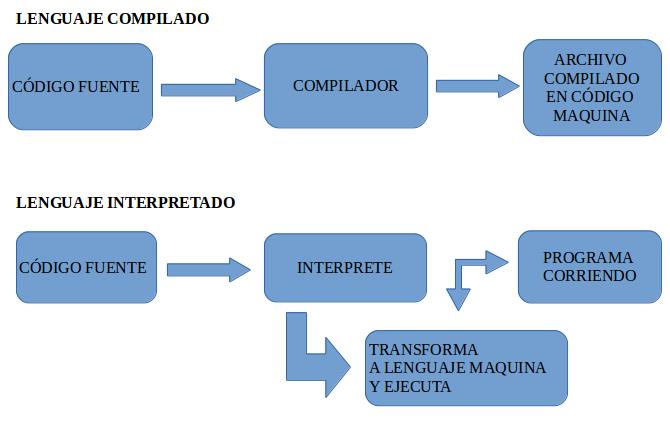 LENGUAJE COMPILADO
CÓDIGO FUENTE
COMPILADOR
ARCHIVO
COMPILADO
EN CÓDIGO
MAQUINA
LENGUAJE INTERPRETADO
CÓDIGO FUENTE
INTERPRETE
PROGRAMA
CORRIENDO
TRANSFORMA
A LENGUAJE MAQUINA
Y EJECUTA